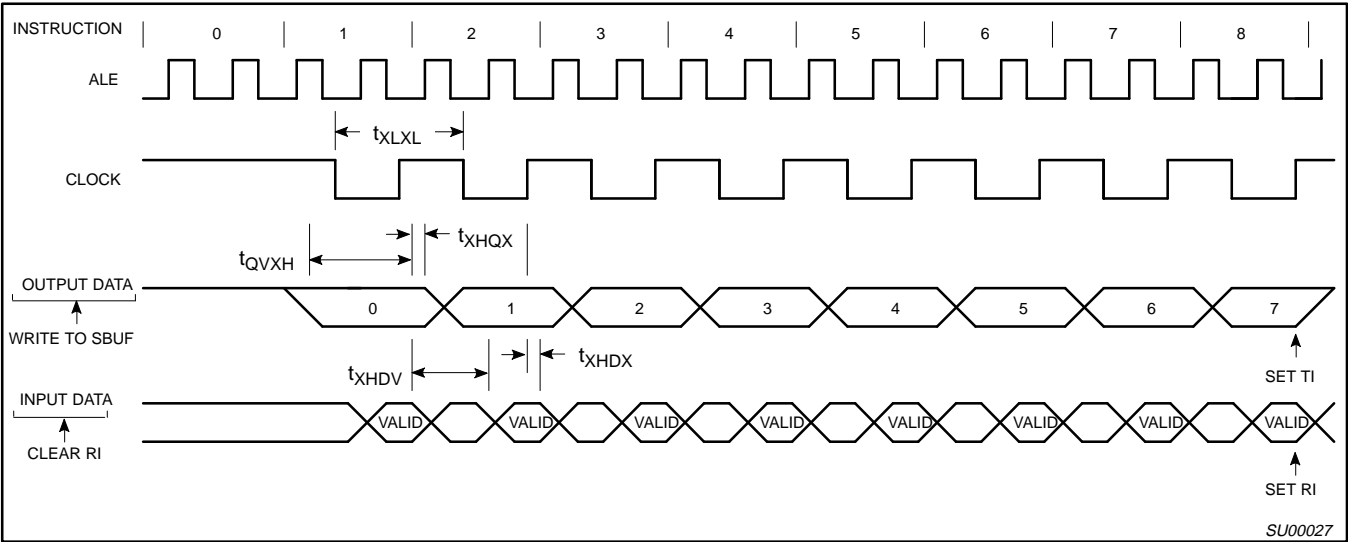 INSTRUCTION 0 1 2 3 4 5 6 7 8
ALE
tXLXL
CLOCK
tXHQX
tQVXH
OUTPUT DATA
0 1 2 3 4 5 6 7
WRITE TO SBUF
tXHDX
tXHDV
SET TI
INPUT DATA
VALID VALID VALID VALID VALID VALID VALID VALID
CLEAR RI
SET RI
SU00027